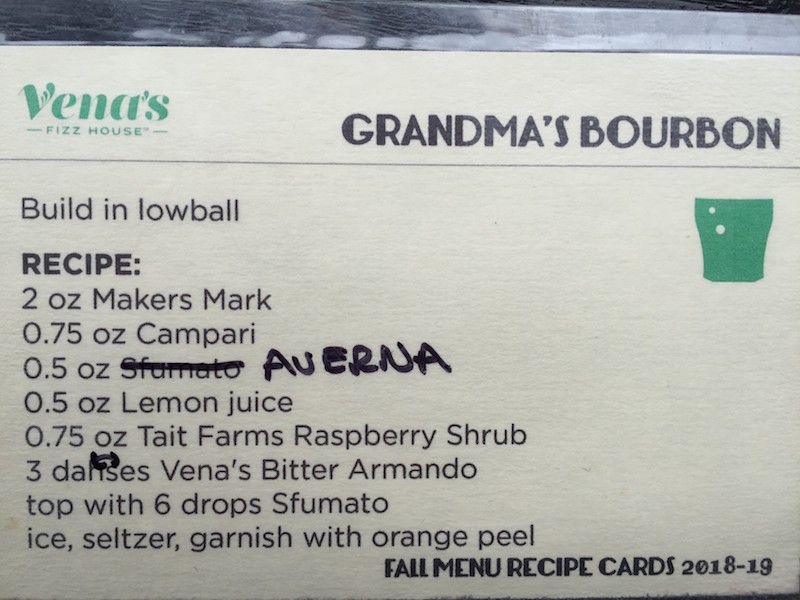 Vena's
FIZZ HOUSE™
GRANDMA'S BOURBON
Build in lowball
RECIPE:
2 oz Makers Mark
0.75 oz Campari
0.5 oz Sfumato AVERNA
0.5 oz Lemon juice
0.75 oz Tait Farms Raspberry Shrub
3 dahses Vena's Bitter Armando
top with 6 drops Sfumato
ice, seltzer, garnish with orange peel
FALL MENU RECIPE CARDS 2018-19